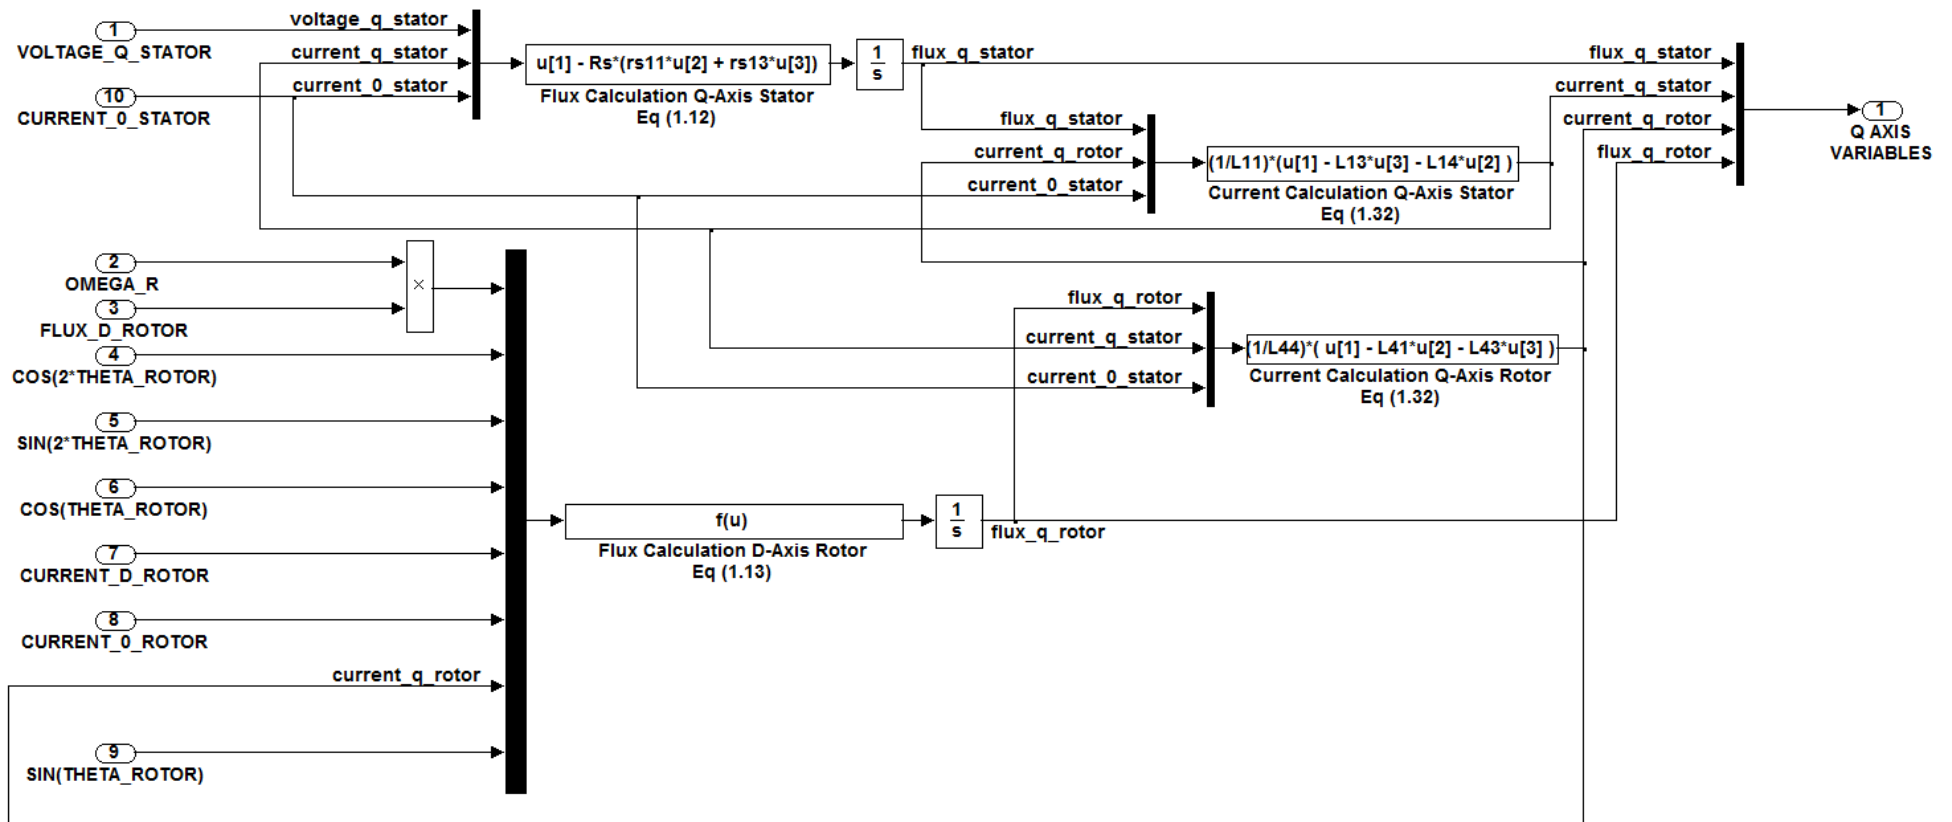 voltage_q_stator
1
VOLTAGE_Q_STATOR
current_q_stator
10
CURRENT_0_STATOR
current_0_stator
u[1] - Rs*(rs11*u[2] + rs13*u[3])
Flux Calculation Q-Axis Stator
Eq (1.12)
1
s
flux_q_stator
flux_q_stator
current_q_stator
current_q_rotor
flux_q_rotor
1
Q AXIS
VARIABLES
flux_q_stator
current_q_rotor
current_0_stator
(1/L11)*(u[1] - L13*u[3] - L14*u[2] )
Current Calculation Q-Axis Stator
Eq (1.32)
2
OMEGA_R
3
FLUX_D_ROTOR
×
4
COS(2*THETA_ROTOR)
5
SIN(2*THETA_ROTOR)
6
COS(THETA_ROTOR)
7
CURRENT_D_ROTOR
8
CURRENT_0_ROTOR
current_q_rotor
9
SIN(THETA_ROTOR)
flux_q_rotor
current_q_stator
current_0_stator
(1/L44)*( u[1] - L41*u[2] - L43*u[3] )
Current Calculation Q-Axis Rotor
Eq (1.32)
f(u)
Flux Calculation D-Axis Rotor
Eq (1.13)
1
s
flux_q_rotor